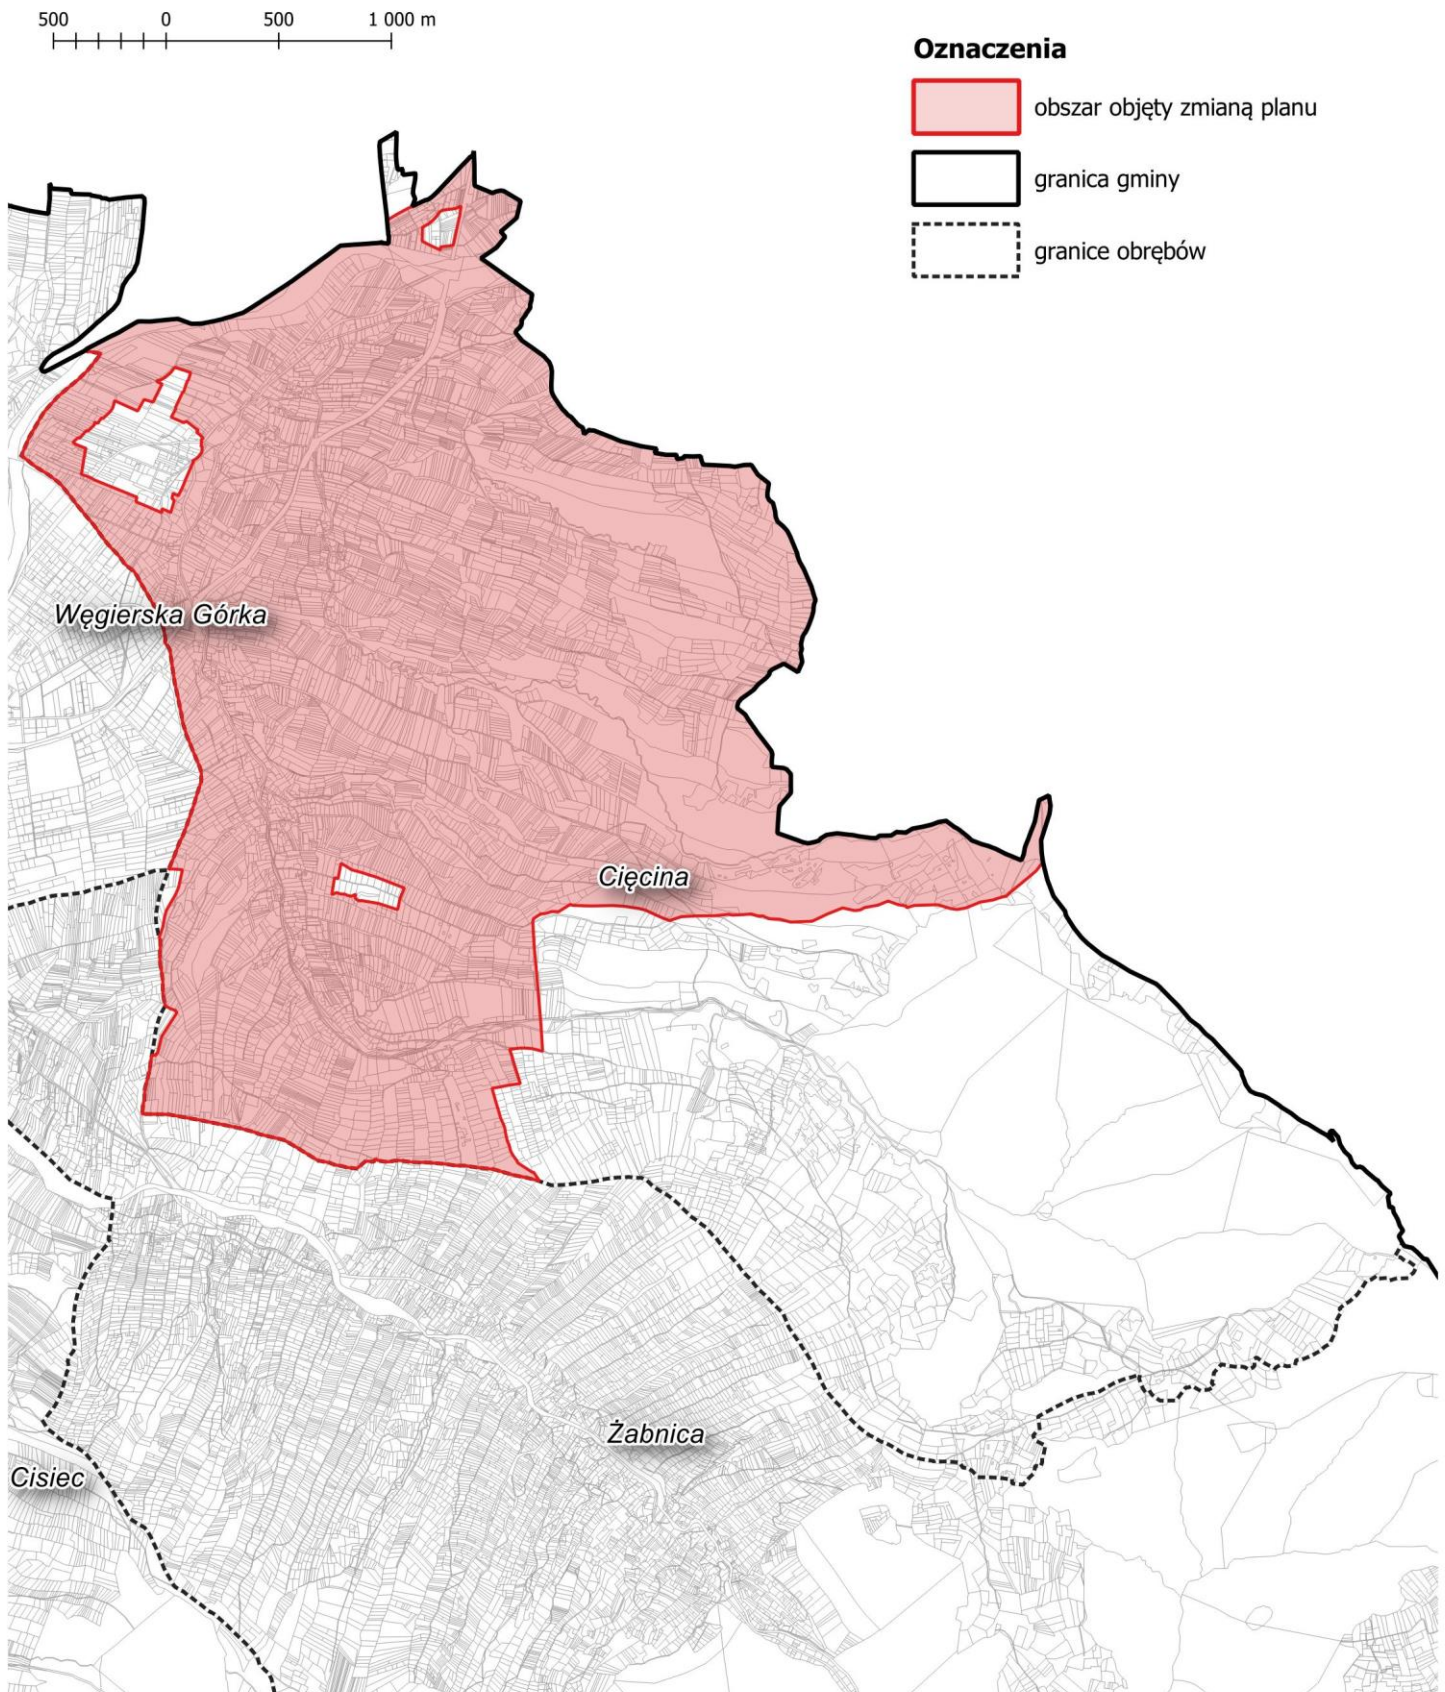 500 0 500 1 000 m
Oznaczenia
obszar objęty zmianą planu
granica gminy
granice obrębów
Węgierska Górka
Cięcina
Żabnica
Cisiec